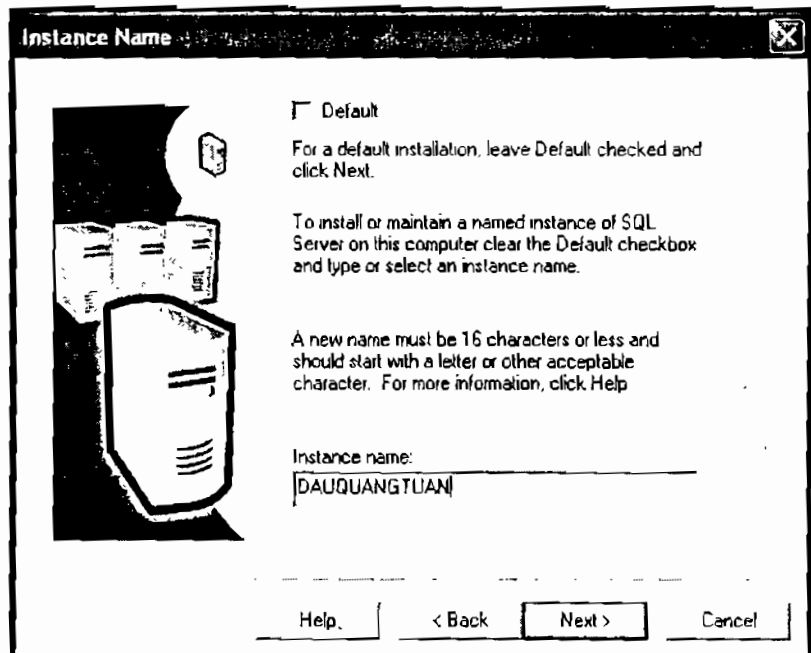 Instance Name
Default
For a default installation, leave Default checked and
click Next.
To install or maintain a named instance of SQL
Server on this computer clear the Default checkbox
and type or select an instance name.
A new name must be 16 characters or less and
should start with a letter or other acceptable
character. For more information, click Help
Instance name:
DAUQUANGTUAN
Help
< Back
Next >
Cancel